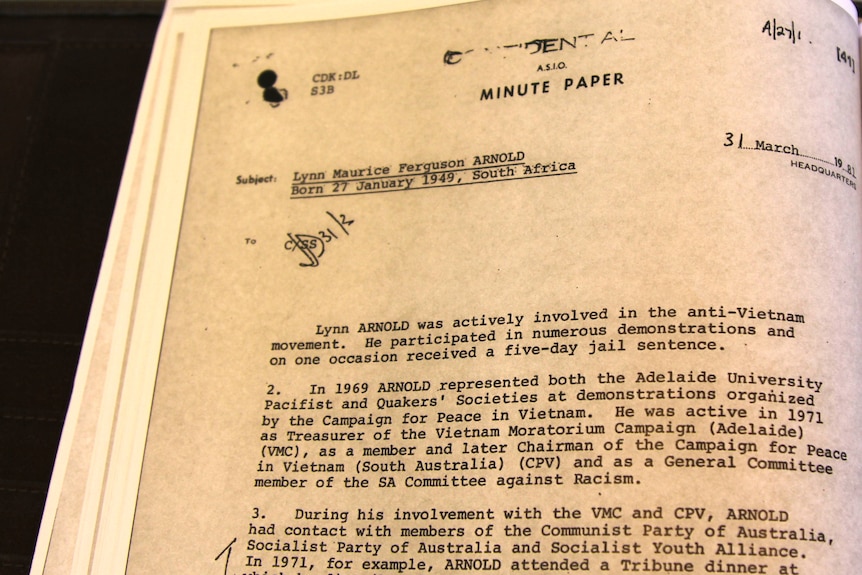 A/27/1. [41]
CDK:DL
S3B
CONFIDENTIAL
A.S.I.O.
MINUTE PAPER
31 March 1981
HEADQUARTERS
Subject: Lynn Maurice Ferguson ARNOLD
Born 27 January 1949, South Africa
To C/SS 31/2
Lynn ARNOLD was actively involved in the anti-Vietnam
movement. He participated in numerous demonstrations and
on one occasion received a five-day jail sentence.
2. In 1969 ARNOLD represented both the Adelaide University
Pacifist and Quakers' Societies at demonstrations organized
by the Campaign for Peace in Vietnam. He was active in 1971
as Treasurer of the Vietnam Moratorium Campaign (Adelaide)
(VMC), as a member and later Chairman of the Campaign for Peace
in Vietnam (South Australia) (CPV) and as a General Committee
member of the SA Committee against Racism.
3. During his involvement with the VMC and CPV, ARNOLD
had contact with members of the Communist Party of Australia,
Socialist Party of Australia and Socialist Youth Alliance.
In 1971, for example, ARNOLD attended a Tribune dinner at